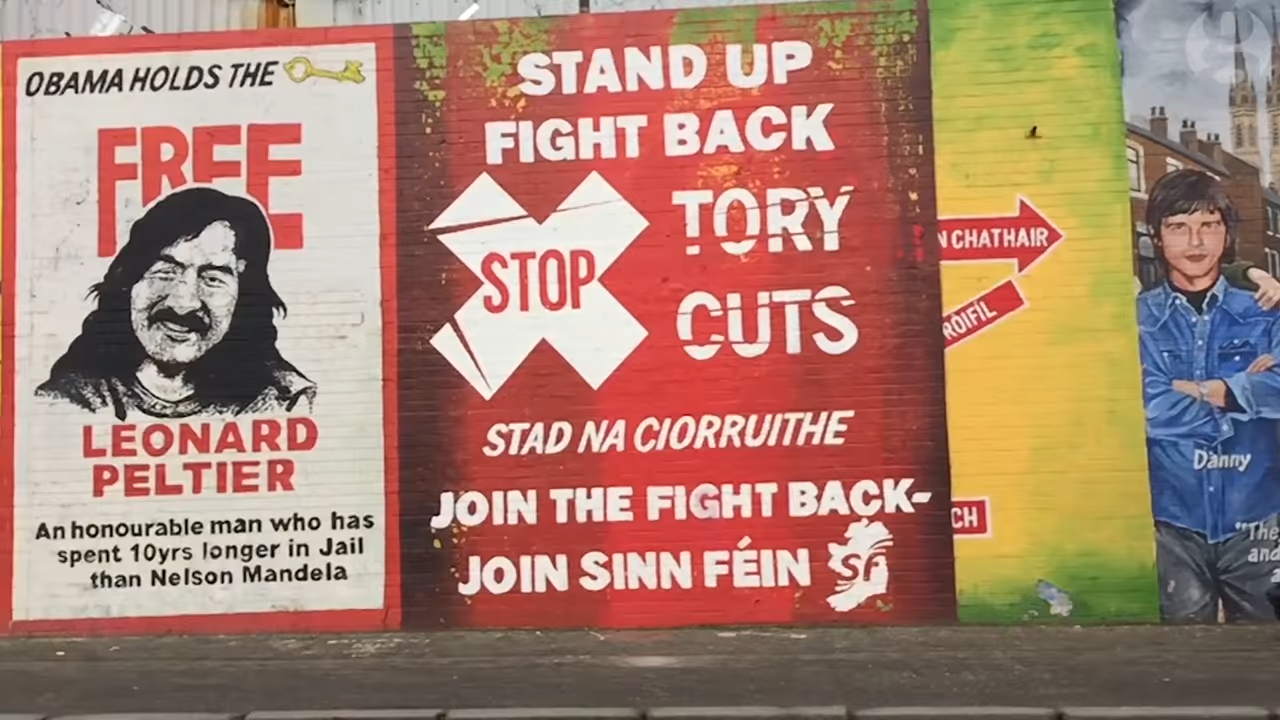 OBAMA HOLDS THE
FREE
LEONARD
PELTIER
An honourable man who has
spent 10yrs longer in Jail
than Nelson Mandela
STAND UP
FIGHT BACK
STOP
TORY
CUTS
STAD NA CIORRUITHE
JOIN THE FIGHT BACK-
JOIN SINN FÉIN
SF
N CHATHAIR
RÓIFÍL
CH
Danny
"The
and